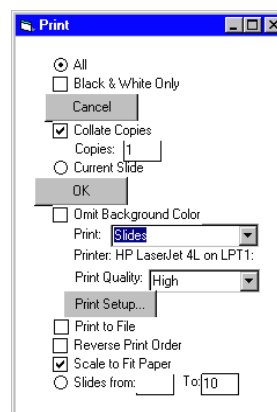 Print
All
Black & White Only
Cancel
Collate Copies
Copies: 1
Current Slide
OK
Omit Background Color
Print: Slides
Printer: HP LaserJet 4L on LPT1:
Print Quality: High
Print Setup...
Print to File
Reverse Print Order
Scale to Fit Paper
Slides from: To: 10